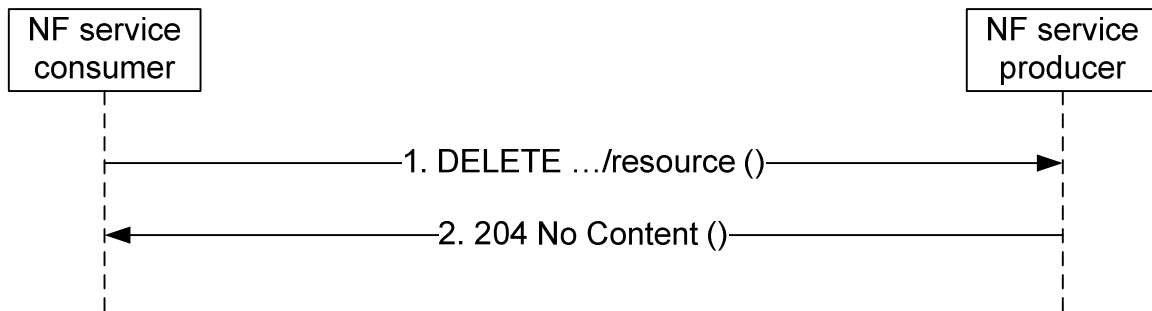 NF service
consumer
NF service
producer
1. DELETE …/resource ()
2. 204 No Content ()